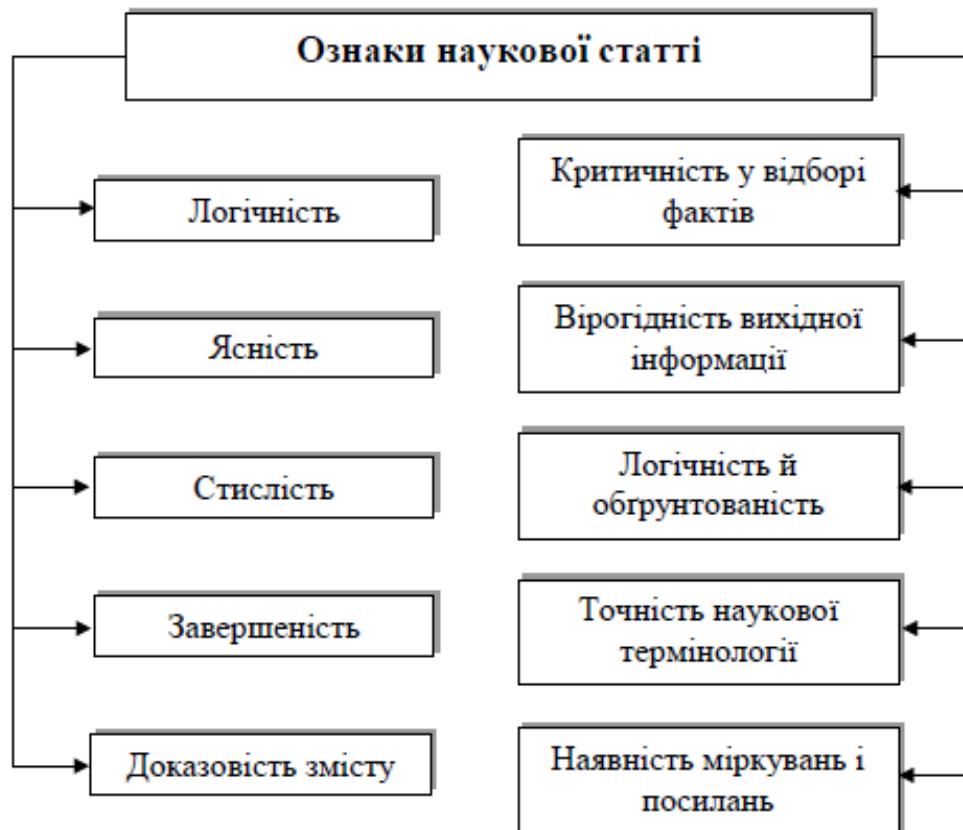 Ознаки наукової статті
Логічність
Ясність
Стислість
Завершеність
Доказовість змісту
Критичність у відборі
фактів
Вірогідність вихідної
інформації
Логічність й
обґрунтованість
Точність наукової
термінології
Наявність міркувань і
посилань